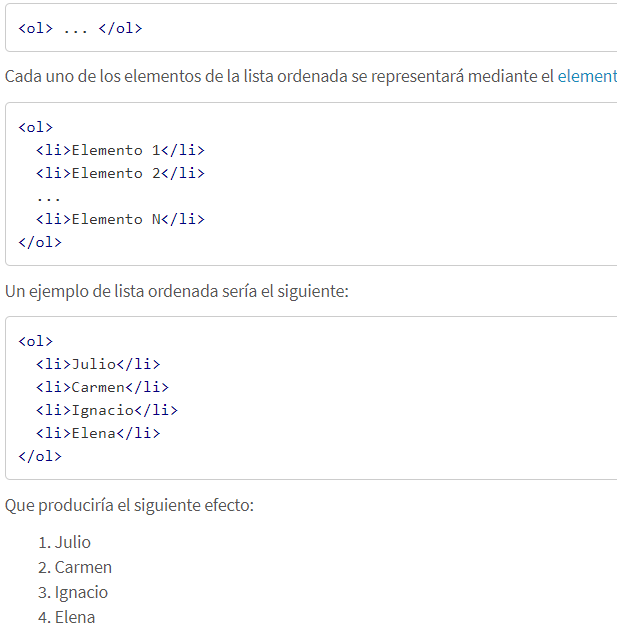 <ol> ... </ol>
Cada uno de los elementos de la lista ordenada se representará mediante el element
<ol>
<li>Elemento 1</li>
<li>Elemento 2</li>
...
<li>Elemento N</li>
</ol>
Un ejemplo de lista ordenada sería el siguiente:
<ol>
<li>Julio</li>
<li>Carmen</li>
<li>Ignacio</li>
<li>Elena</li>
</ol>
Que produciría el siguiente efecto:
1. Julio
2. Carmen
3. Ignacio
4. Elena